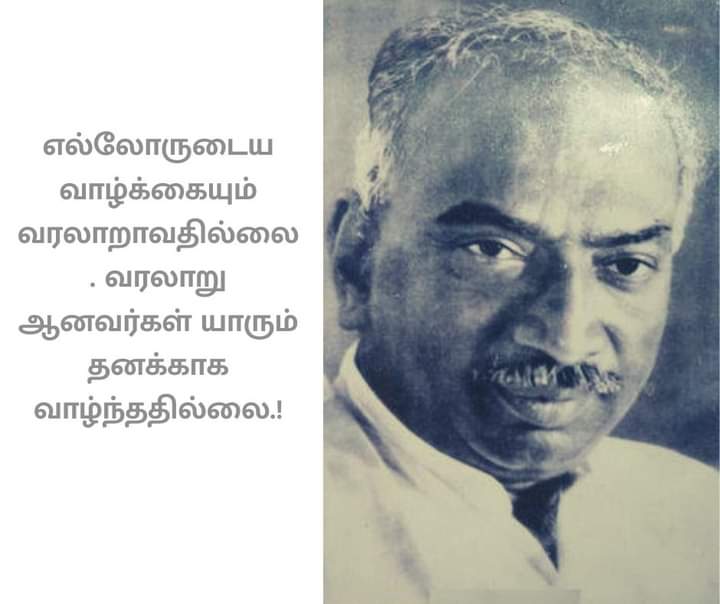 எல்லோருடைய
வாழ்க்கையும்
வரலாறாவதில்லை
. வரலாறு
ஆனவர்கள் யாரும்
தனக்காக
வாழ்ந்ததில்லை.!